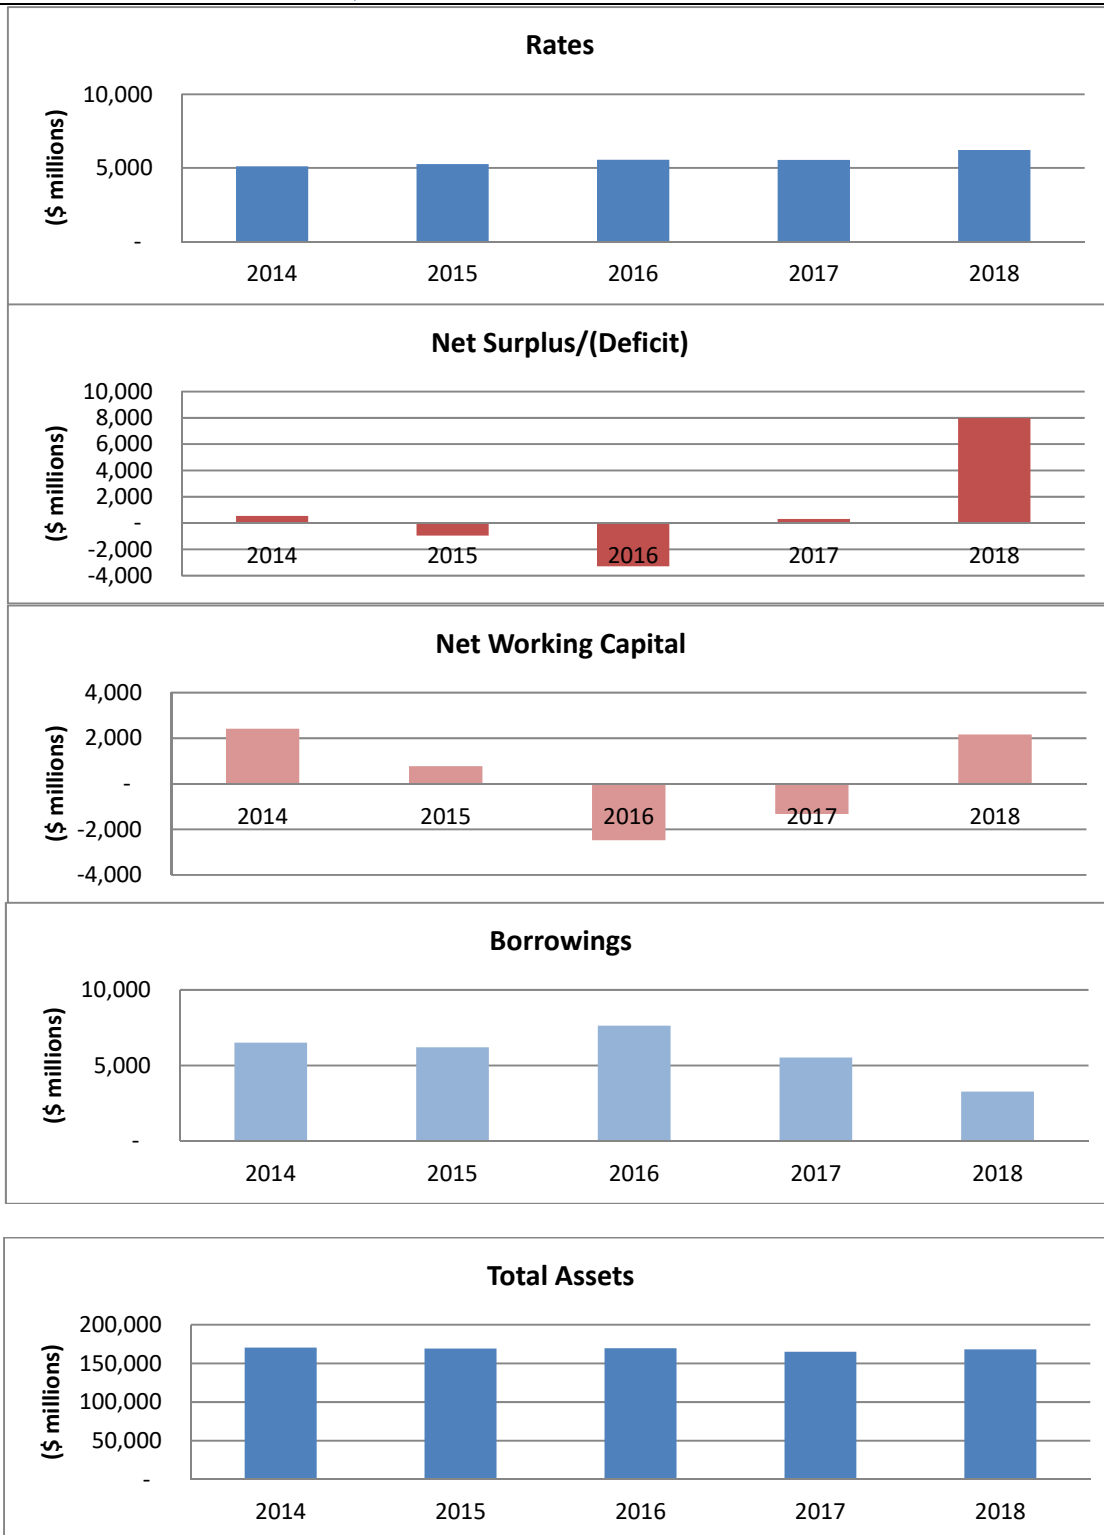 Rates
($ millions)
10,000
5,000
-
2014 2015 2016 2017 2018
Net Surplus/(Deficit)
($ millions)
10,000
8,000
6,000
4,000
2,000
-
-2,000
-4,000
2014 2015 2016 2017 2018
Net Working Capital
($ millions)
4,000
2,000
-
-2,000
-4,000
2014 2015 2016 2017 2018
Borrowings
($ millions)
10,000
5,000
-
2014 2015 2016 2017 2018
Total Assets
($ millions)
200,000
150,000
100,000
50,000
-
2014 2015 2016 2017 2018